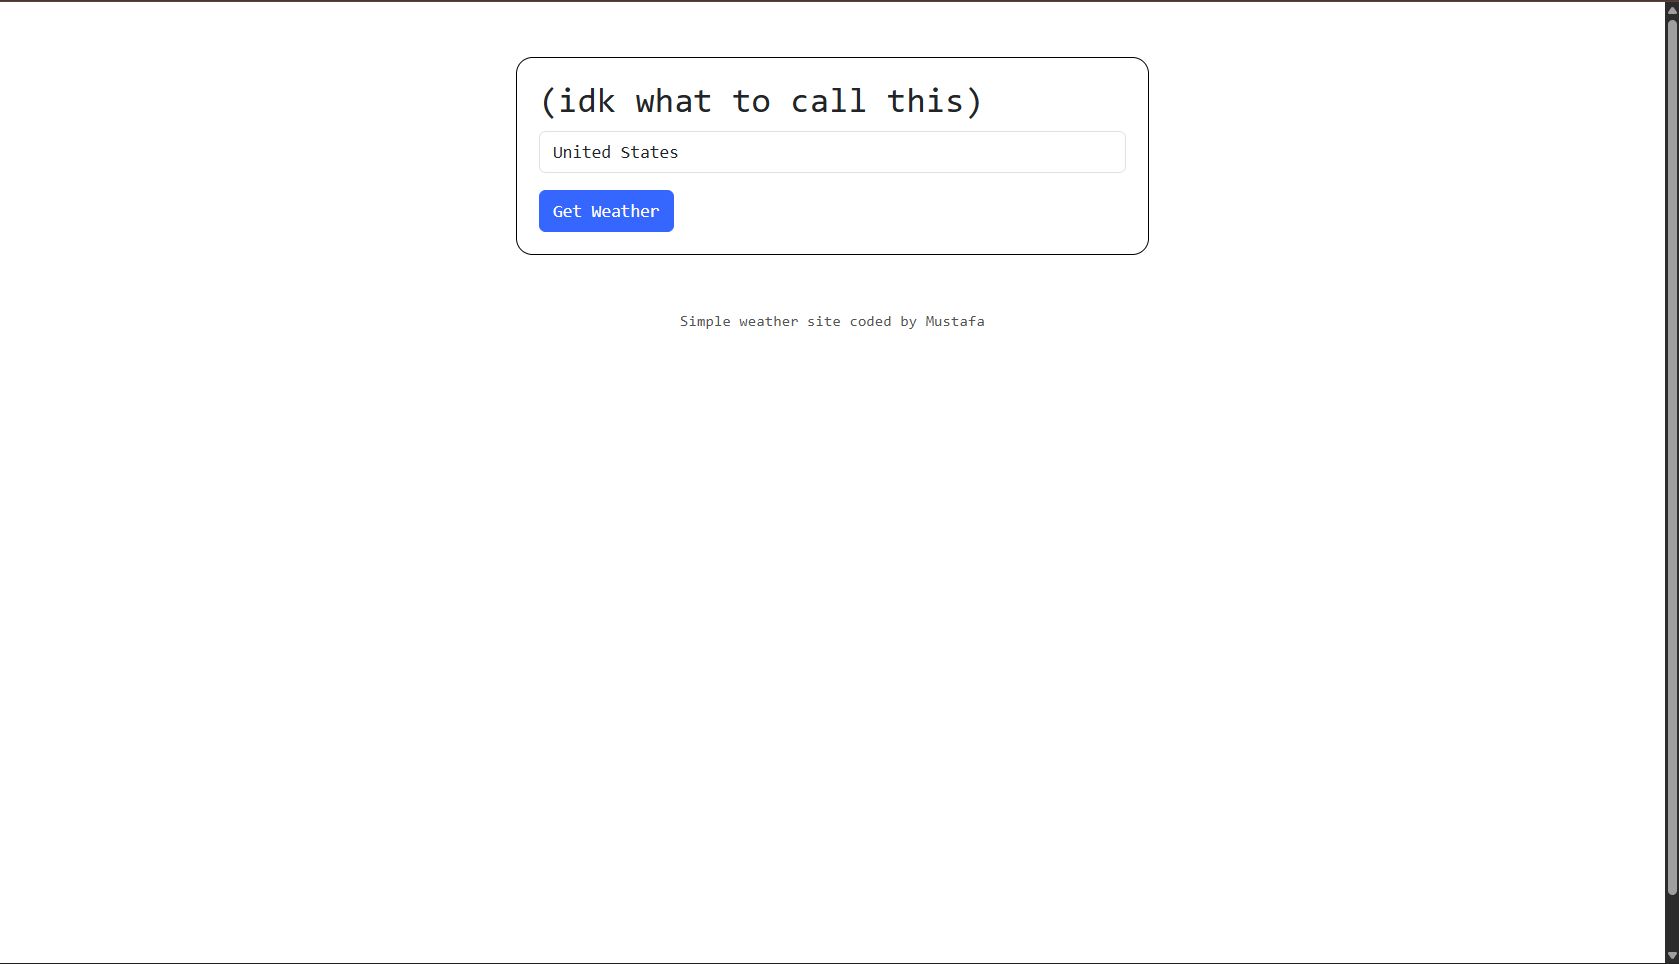 (idk what to call this)
United States
Get Weather
Simple weather site coded by Mustafa